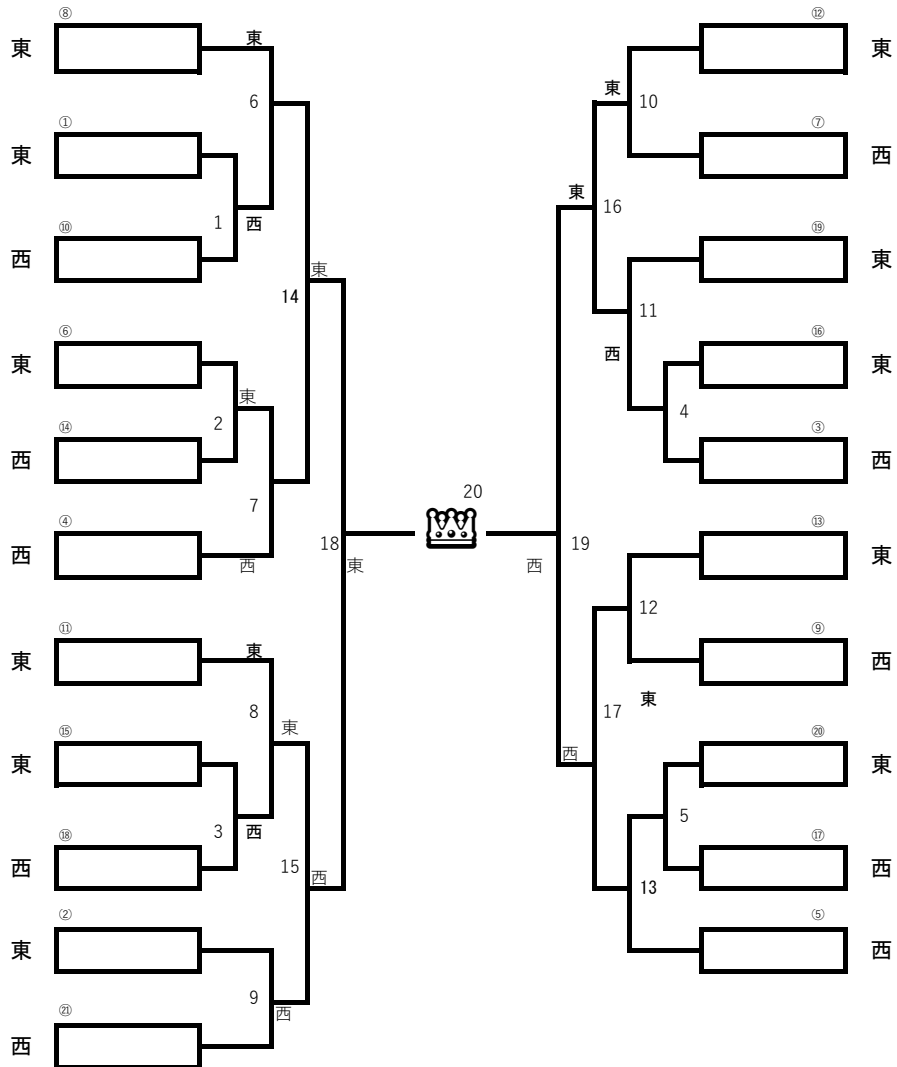 ⑧ ⑫
東 東 東
6 東 10
① ⑦
東 西
東 16
⑩ 1 西 ⑲
西 東
東
14 11
⑥ ⑯
東 西 東
東
2 4
⑭ ③
西 西
7 20
④ ⑬
東
18 19
西 西 東 西
12
⑪ ⑨
東 東 西
東
8 東 17
⑮ ⑳
東 西 東
3 西 5
⑱ ⑰
15
西 西 西
13
② ⑤
東 西
9
㉑ 西
西